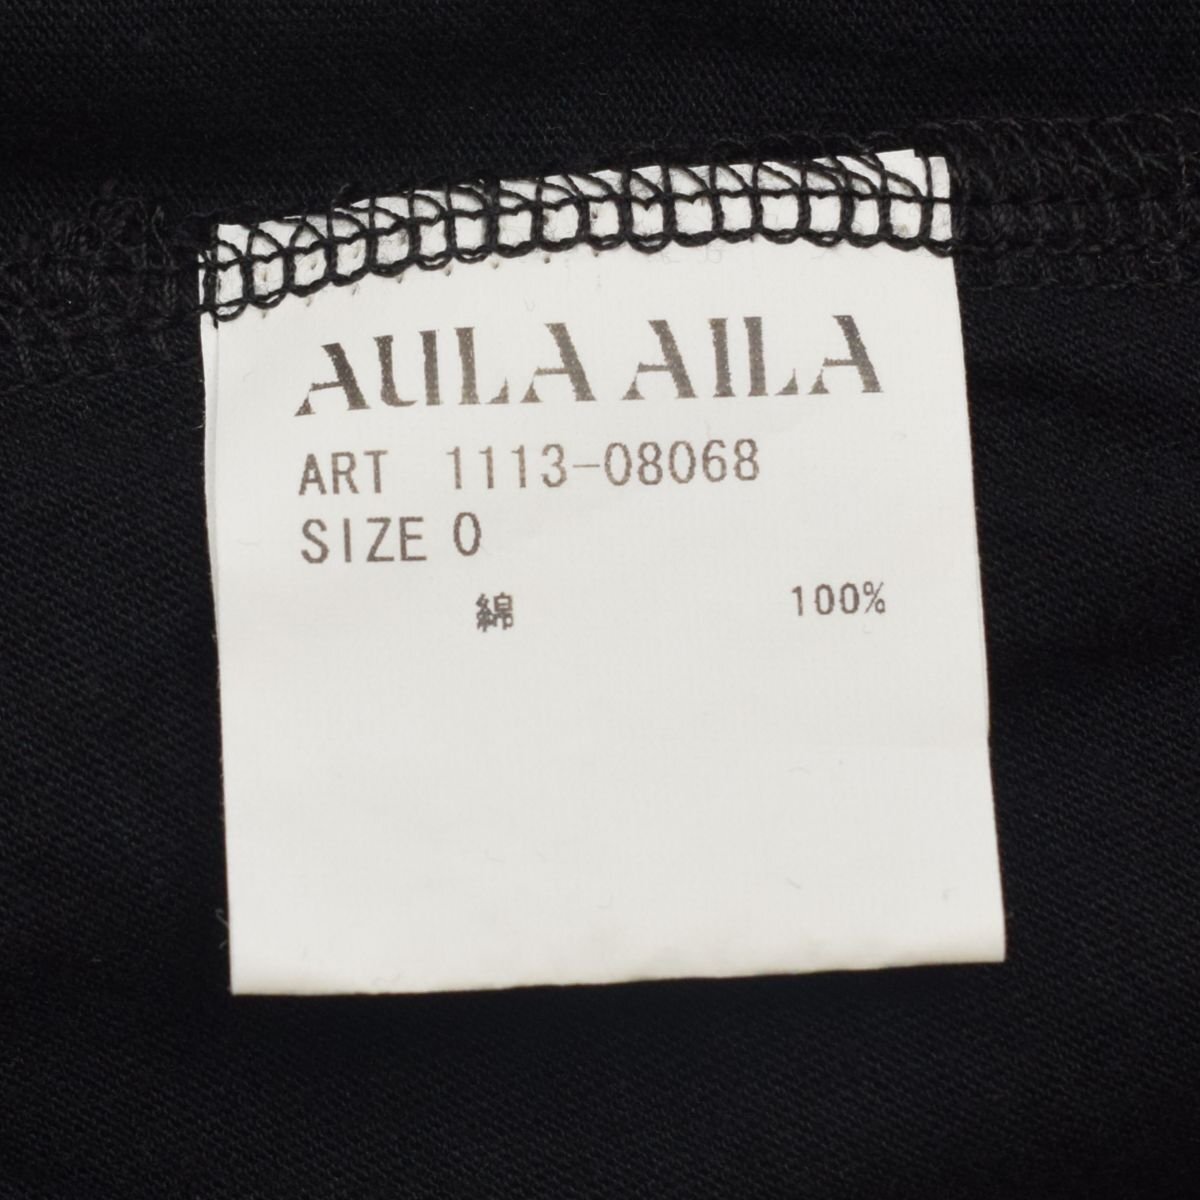 AULA AILA
ART 1113-08068
SIZE 0
綿 100%